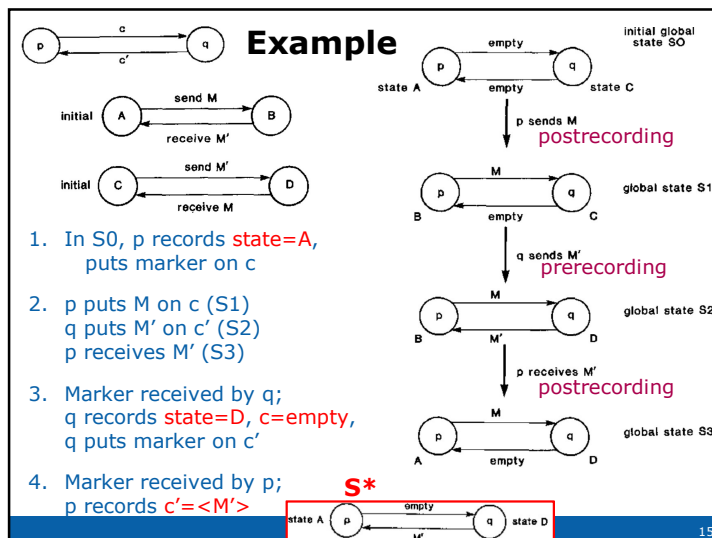 Example
p
c
q
c'
initial
A
send M
B
receive M'
initial
C
send M'
D
receive M
1. In S0, p records state=A,
puts marker on c
2. p puts M on c (S1)
q puts M' on c' (S2)
p receives M' (S3)
3. Marker received by q;
q records state=D, c=empty,
q puts marker on c'
4. Marker received by p;
p records c'=<M'>
initial global
state SO
p
empty
q
state A
empty
state C
p sends M
postrecording
p
M
q
global state S1
B
empty
C
q sends M'
prerecording
p
M
q
global state S2
B
M'
D
p receives M'
postrecording
p
M
q
global state S3
A
empty
D
S*
state A
p
empty
q
state D
M'
15